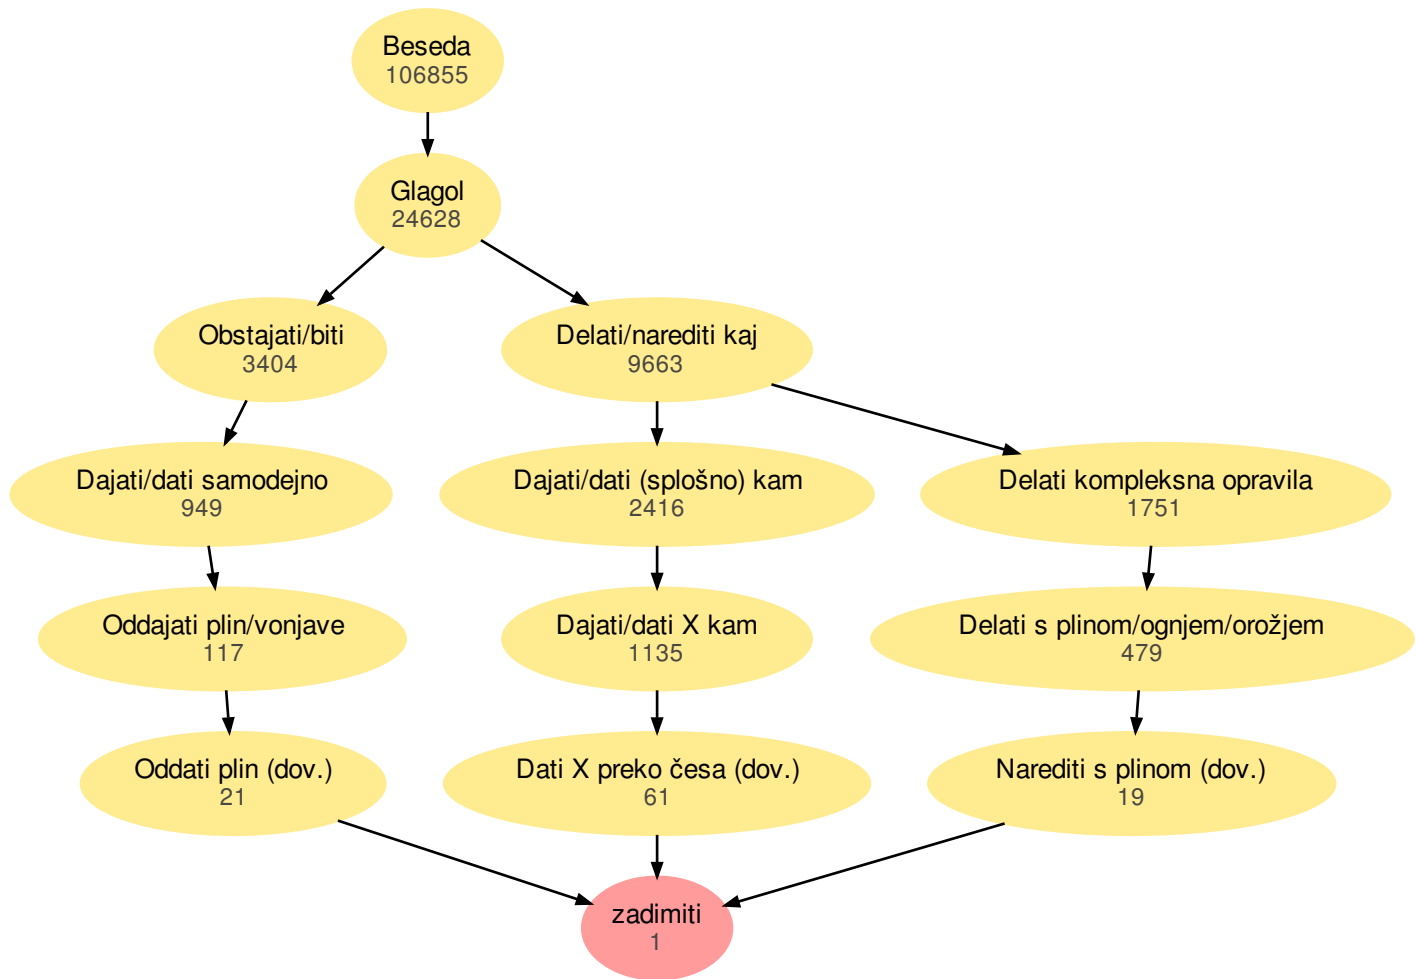 Beseda
106855
Glagol
24628
Obstajati/biti
3404
Delati/narediti kaj
9663
Dajati/dati samodejno
949
Dajati/dati (splošno) kam
2416
Delati kompleksna opravila
1751
Oddajati plin/vonjave
117
Dajati/dati X kam
1135
Delati s plinom/ognjem/orožjem
479
Oddati plin (dov.)
21
Dati X preko česa (dov.)
61
Narediti s plinom (dov.)
19
zadimiti
1